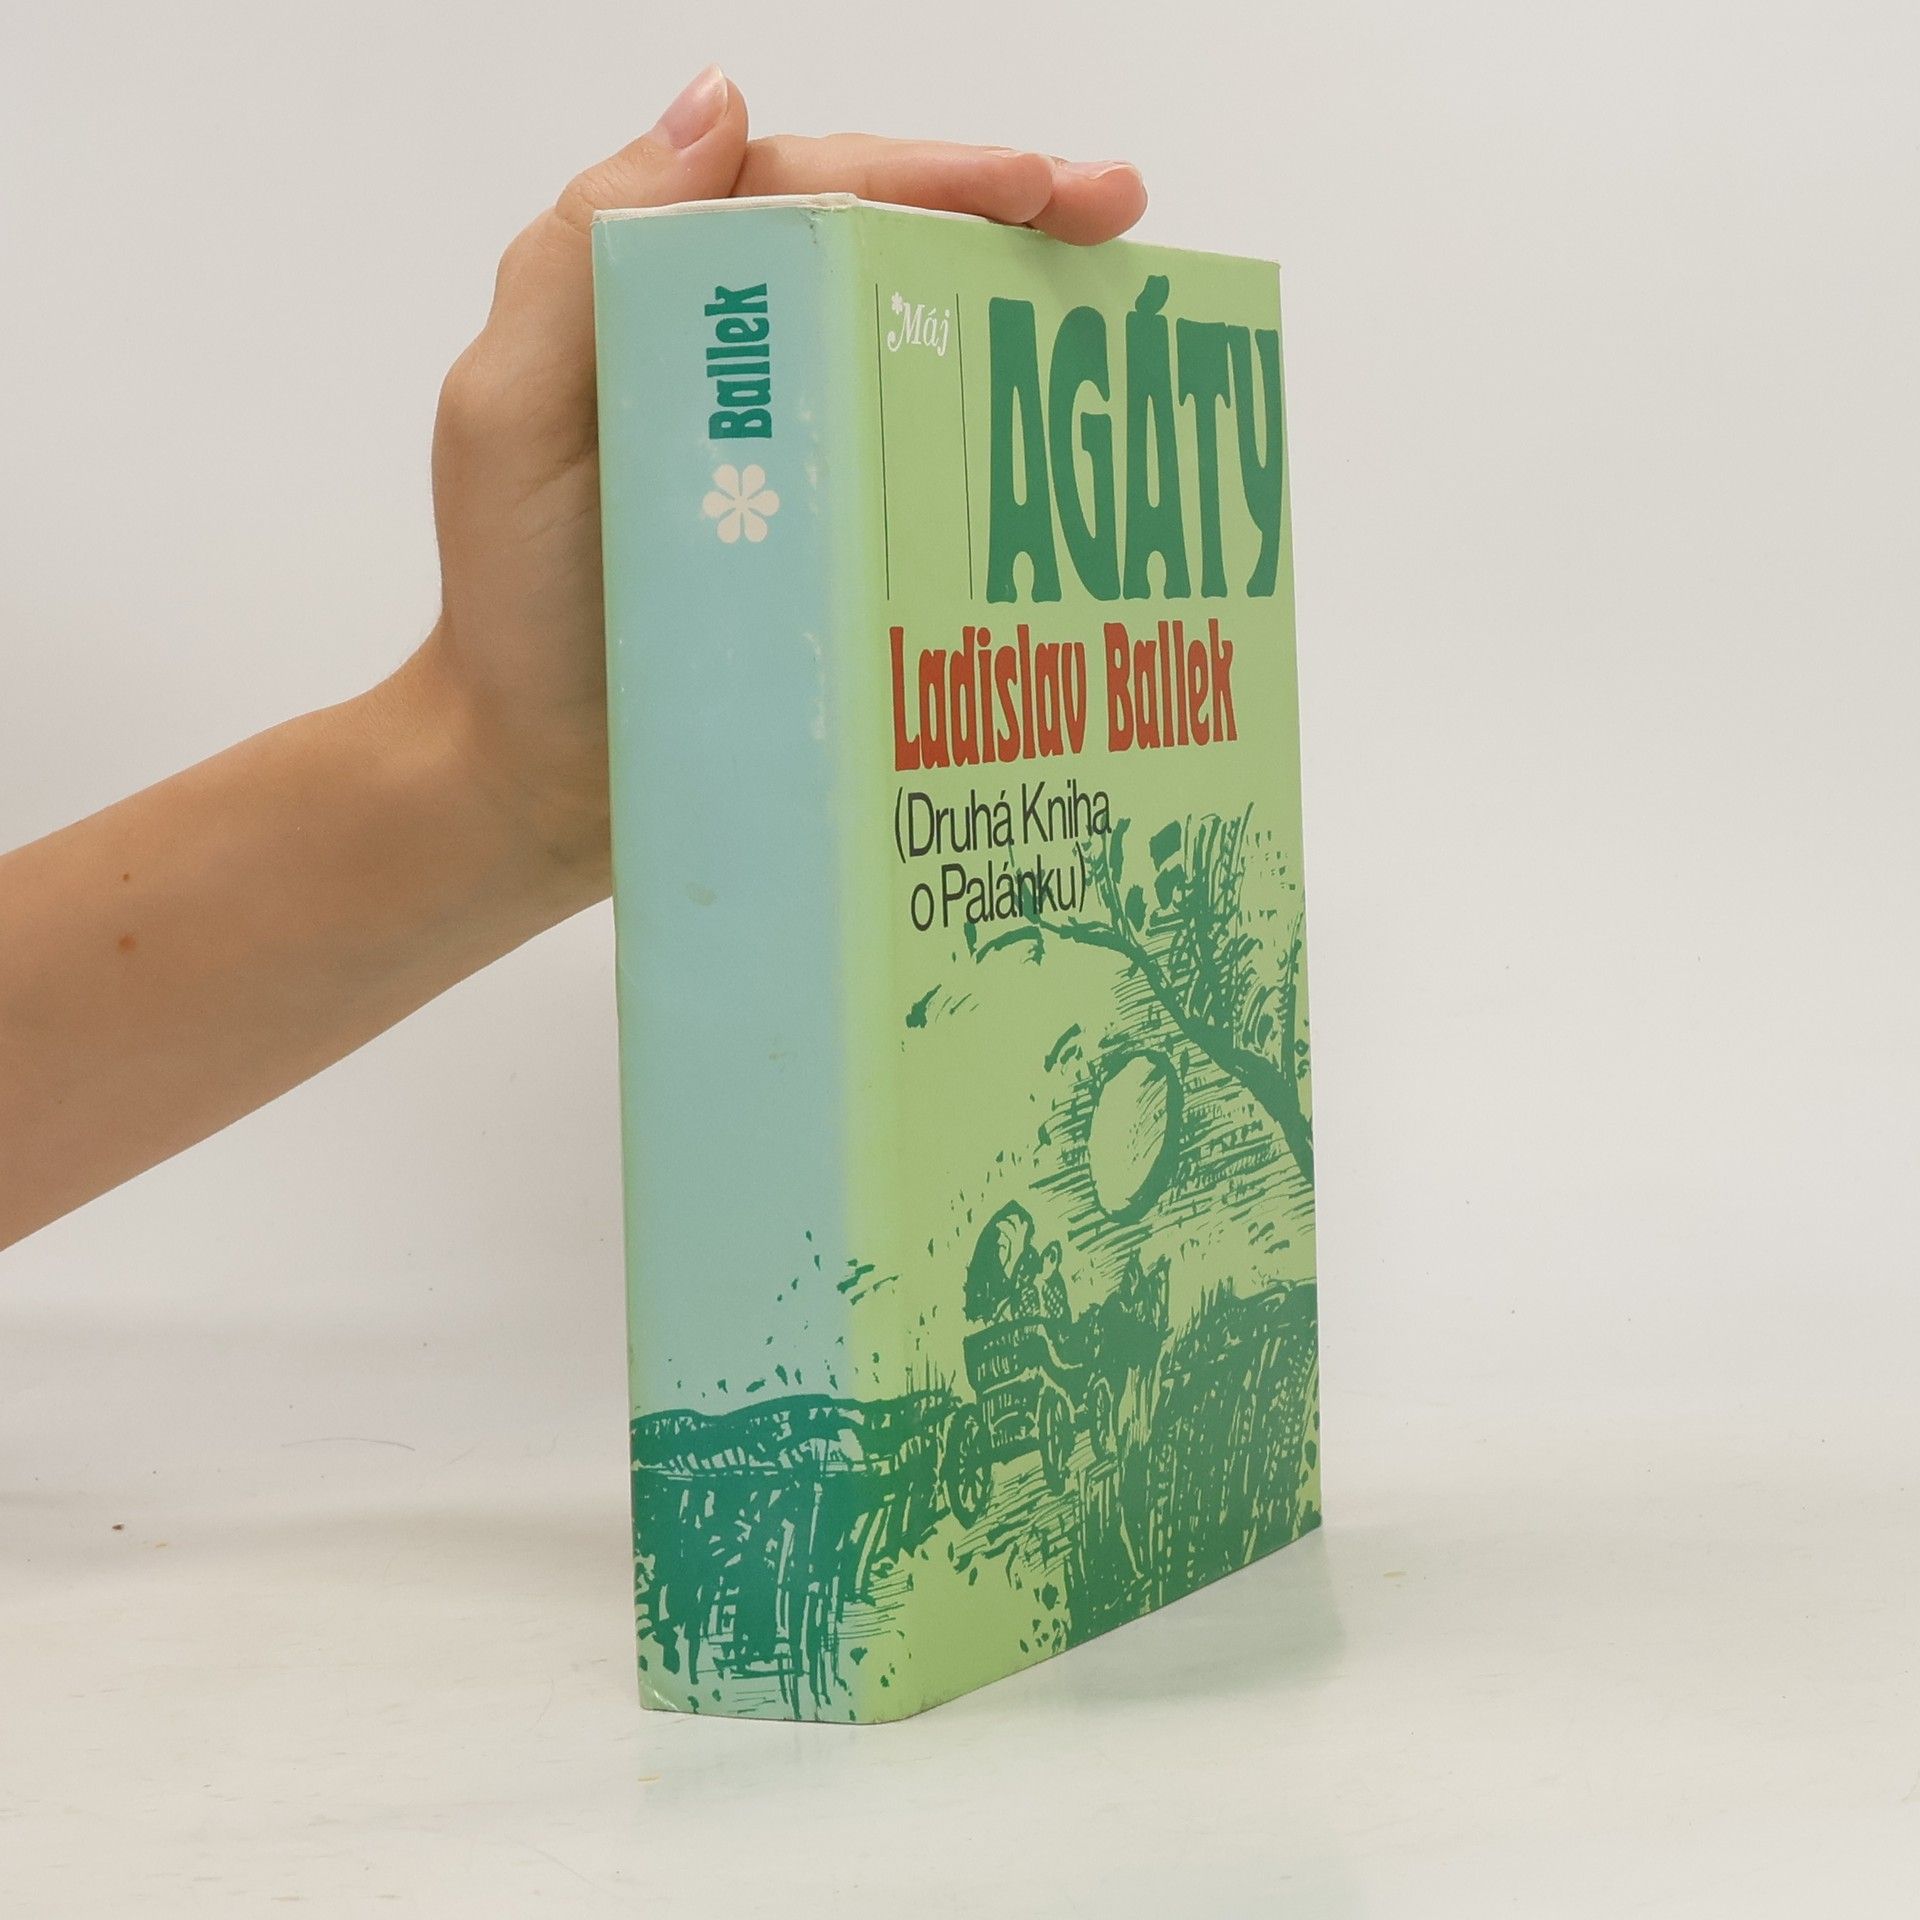 Ballek
Máj
AGÁTY
Ladislav Ballek
(Druhá Kniha
o Palánku)